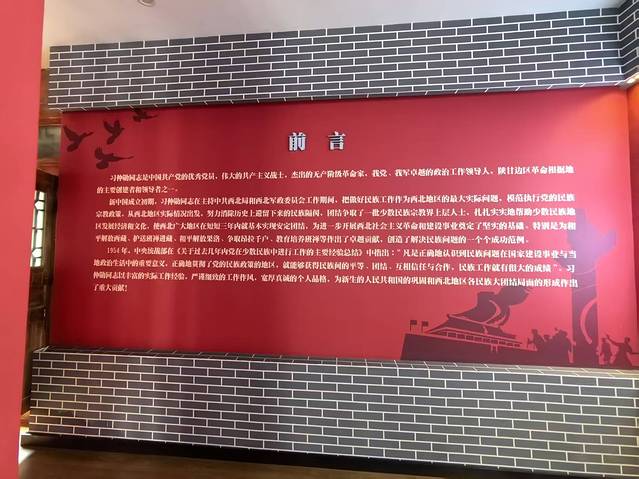 前 言
习仲勋同志是中国共产党的优秀党员，伟大的共产主义战士，杰出的无产阶级革命家，我党、我军卓越的政治工作领导人，陕甘边区革命根据地
的主要创建者和领导者之一。
新中国成立初期，习仲勋同志在主持中共西北局和西北军政委员会工作期间，把做好民族工作作为西北地区的最大实际问题，模范执行党的民族
宗教政策，从西北地区实际情况出发，努力消除历史上遗留下来的民族隔阂，团结争取了一批少数民族宗教界上层人士，扎扎实实地帮助少数民族地
区发展经济和文化，使西北广大地区在短短三年内就基本实现安定团结，为进一步开展西北社会主义革命和建设事业奠定了坚实的基础，特别是为和
平解放西藏、护送班禅进藏、和平解放果洛、争取昂拉千户、教育培养班禅等作出了卓越贡献，创造了解决民族问题的一个个成功范例。
1954年，中央统战部在《关于过去几年内党在少数民族中进行工作的主要经验总结》中指出：“凡是正确地认识到民族问题在国家建设事业与当
地政治生活中的重要意义，正确地贯彻了党的民族政策的地区，就能够获得民族间的平等、团结、互相信任与合作，民族工作就有很大的成绩”。习
仲勋同志以丰富的实际工作经验，严谨细致的工作作风，宽厚真诚的个人品格，为新生的人民共和国的巩固和西北地区各民族大团结局面的形成作出
了重大贡献！